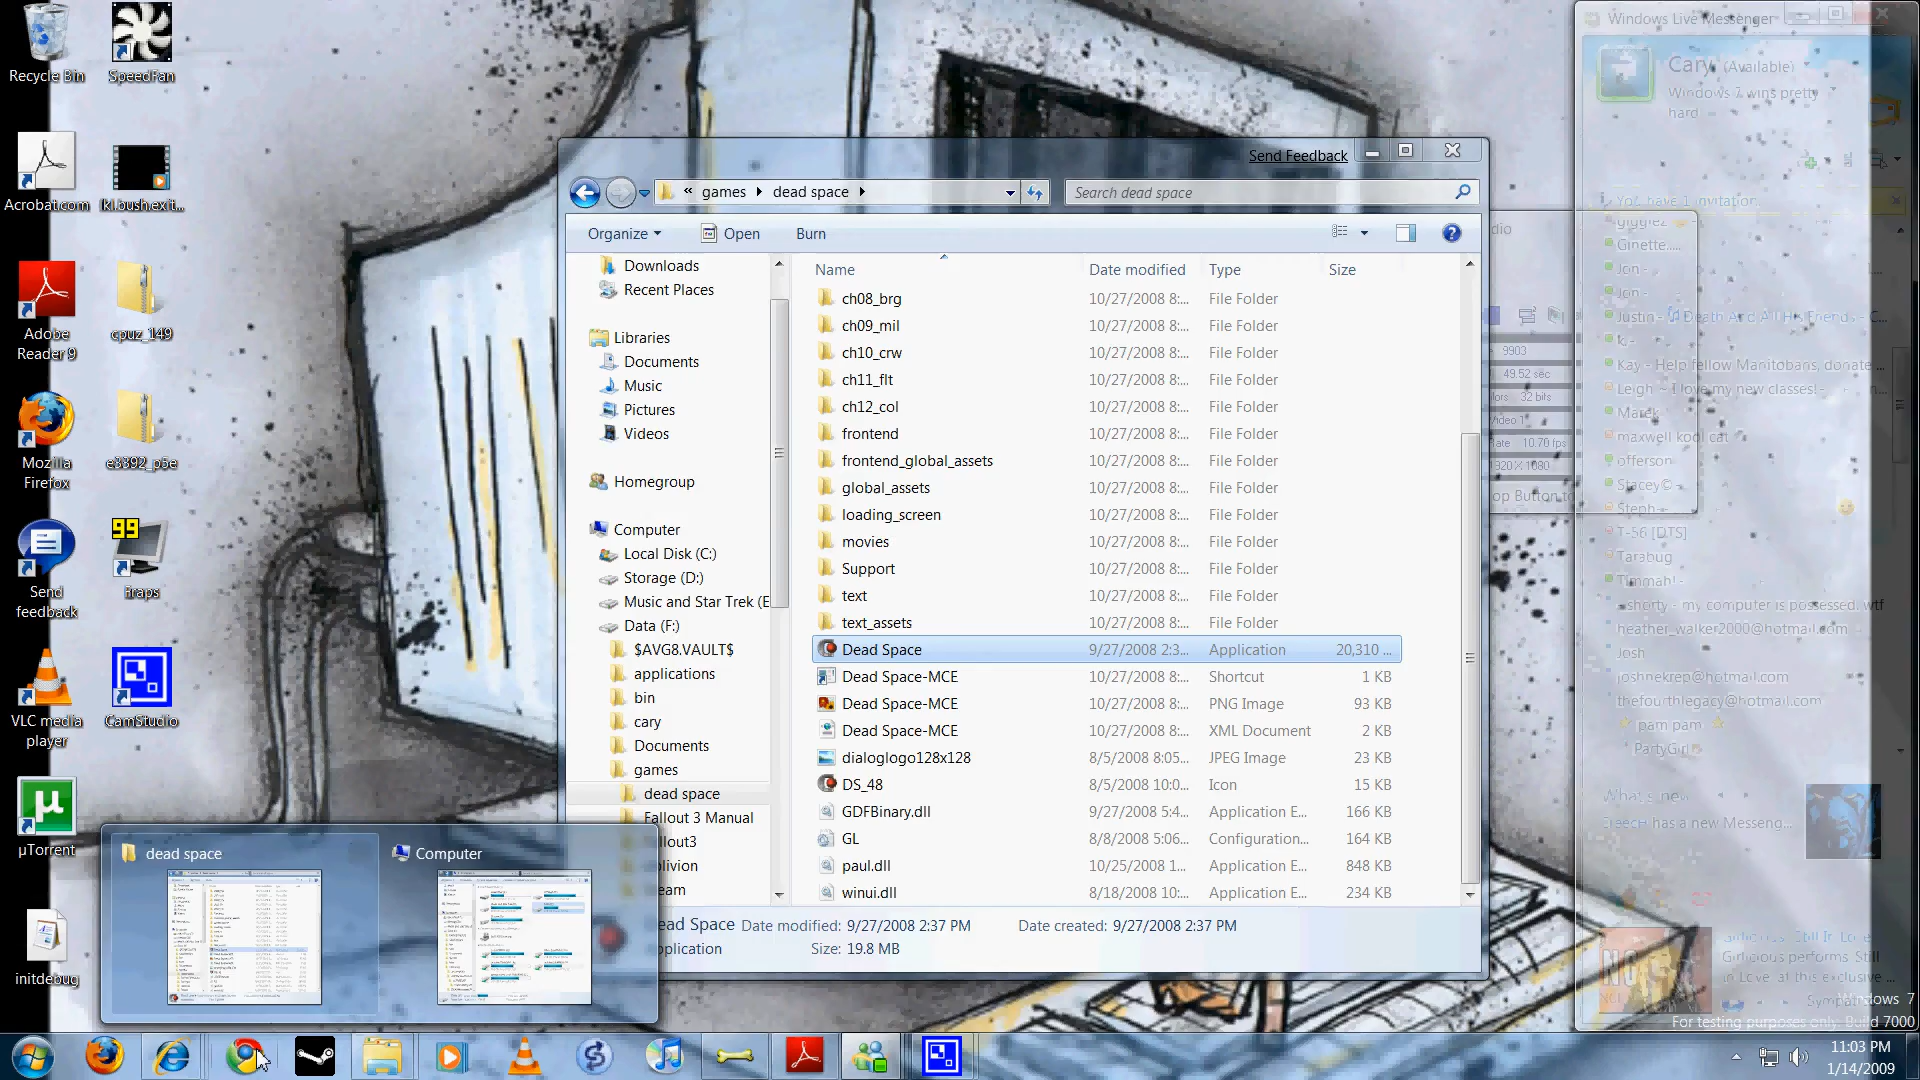 Recycle Bin
SpeedFan
Acrobat.com
Adobe
Reader 9
cpuz_149
Mozilla
Firefox
e3392_p5e
Send
feedback
99
Fraps
VLC media
player
CamStudio
µTorrent
initdebug
Send Feedback
« games dead space
Search dead space
Organize
Open
Burn
Downloads
Recent Places
Libraries
Documents
Music
Pictures
Videos
Homegroup
Computer
Local Disk (C:)
Storage (D:)
Music and Star Trek (E
Data (F:)
$AVG8.VAULT$
applications
bin
cary
Documents
games
dead space
Fallout 3 Manual
Name Date modified Type Size
ch08_brg 10/27/2008 8:... File Folder
ch09_mil 10/27/2008 8:... File Folder
ch10_crw 10/27/2008 8:... File Folder
ch11_flt 10/27/2008 8:... File Folder
ch12_col 10/27/2008 8:... File Folder
frontend 10/27/2008 8:... File Folder
frontend_global_assets 10/27/2008 8:... File Folder
global_assets 10/27/2008 8:... File Folder
loading_screen 10/27/2008 8:... File Folder
movies 10/27/2008 8:... File Folder
Support 10/27/2008 8:... File Folder
text 10/27/2008 8:... File Folder
text_assets 10/27/2008 8:... File Folder
Dead Space 9/27/2008 2:3... Application 20,310 ...
Dead Space-MCE 10/27/2008 8:... Shortcut 1 KB
Dead Space-MCE 10/27/2008 8:... PNG Image 93 KB
Dead Space-MCE 10/27/2008 8:... XML Document 2 KB
dialoglogo128x128 8/5/2008 8:05... JPEG Image 23 KB
DS_48 8/5/2008 10:0... Icon 15 KB
GDFBinary.dll 9/27/2008 5:4... Application E... 166 KB
GL 8/8/2008 5:06... Configuration... 164 KB
paul.dll 10/25/2008 1... Application E... 848 KB
winui.dll 8/18/2008 10:... Application E... 234 KB
ead Space Date modified: 9/27/2008 2:37 PM Date created: 9/27/2008 2:37 PM
pplication Size: 19.8 MB
dead space
Computer
Windows Live Messenger
Cary (Available)
Windows 7 wins pretty
hard
You have 1 invitation
Ginette.....
Jon -
Jon -
Justin - Death And All His Friends - C...
Kay - Help fellow Manitobans, donate ...
Leigh ~ I love my new classes! -
Marek
maxwell kool cat
offerson
Stacey© -
Steph -
T-56 [DTS]
Tarabug
Timmah! -
shorty - my computer is possessed. wtf
heather_walker2000@hotmail.com
Josh
joshnekrep@hotmail.com
thefourthlegacy@hotmail.com
pam pam
PartyGirl
9903
49.52 sec
32 bits
10.70 fps
What's new
has a new Messeng...
Girlicious performs Still
in Love at this exclusive ...
Windows 7
For testing purposes only. Build 7000
11:03 PM
1/14/2009